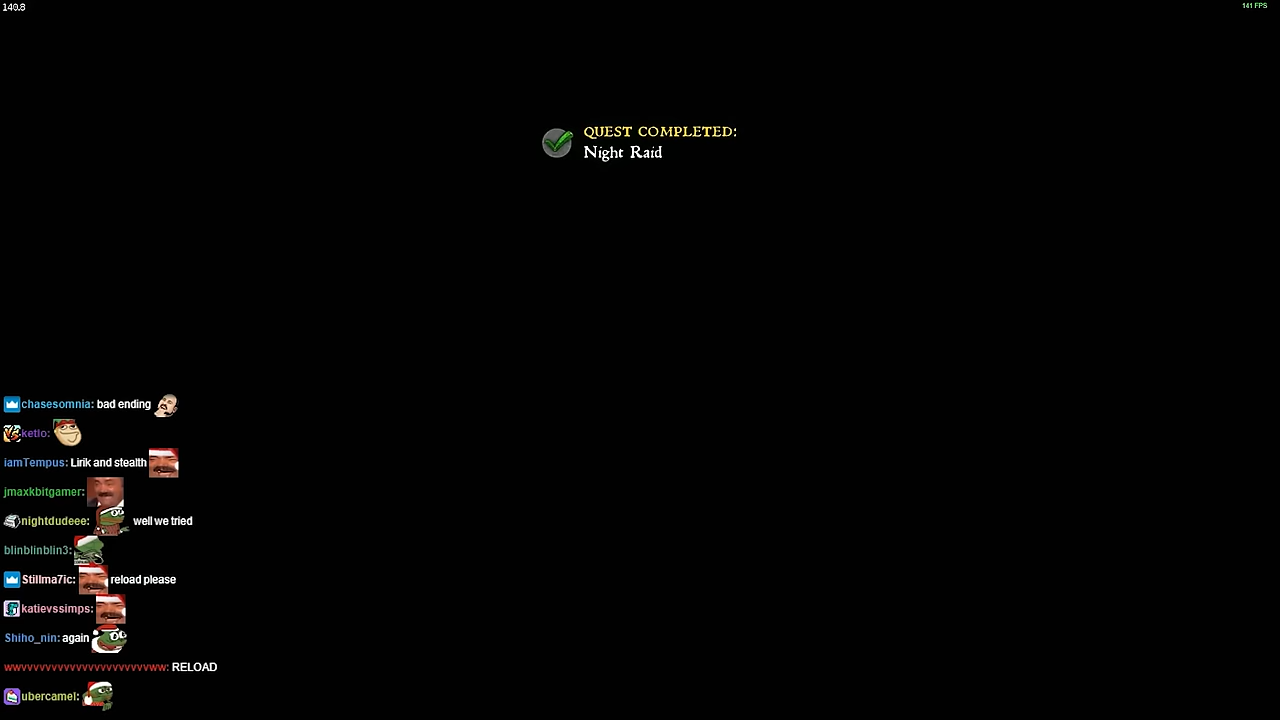 140.8
141 FPS
QUEST COMPLETED:
Night Raid
chasesomnia: bad ending
ketlo:
iamTempus: Lirik and stealth
jmaxkbitgamer:
nightdudeee: well we tried
blinblinblin3:
Stillma7ic: reload please
katievssimps:
Shiho_nin: again
RELOAD
ubercamel: